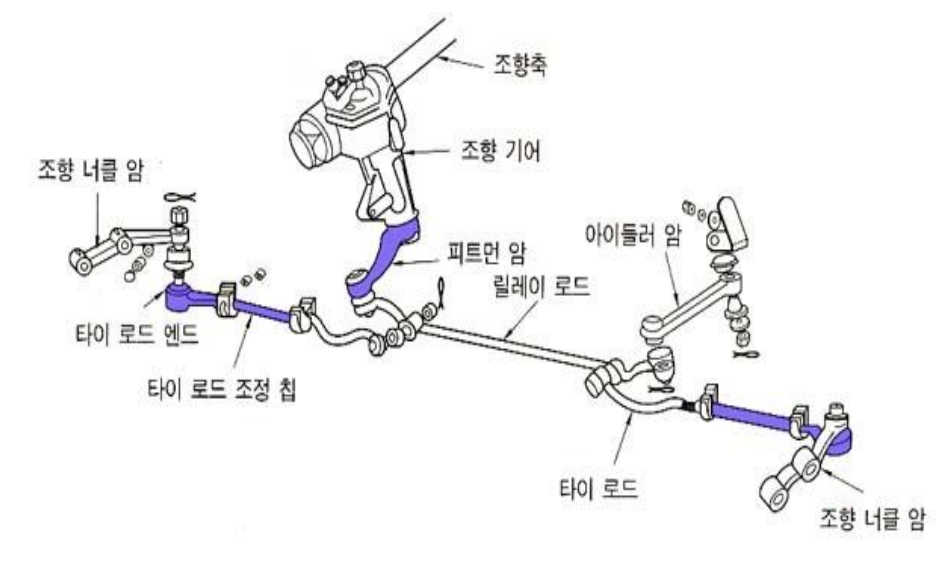 조향축
조향 기어
조향 너클 암
아이들러 암
피트먼 암
릴레이 로드
타이 로드 엔드
타이 로드 조정 칩
타이 로드
조향 너클 암